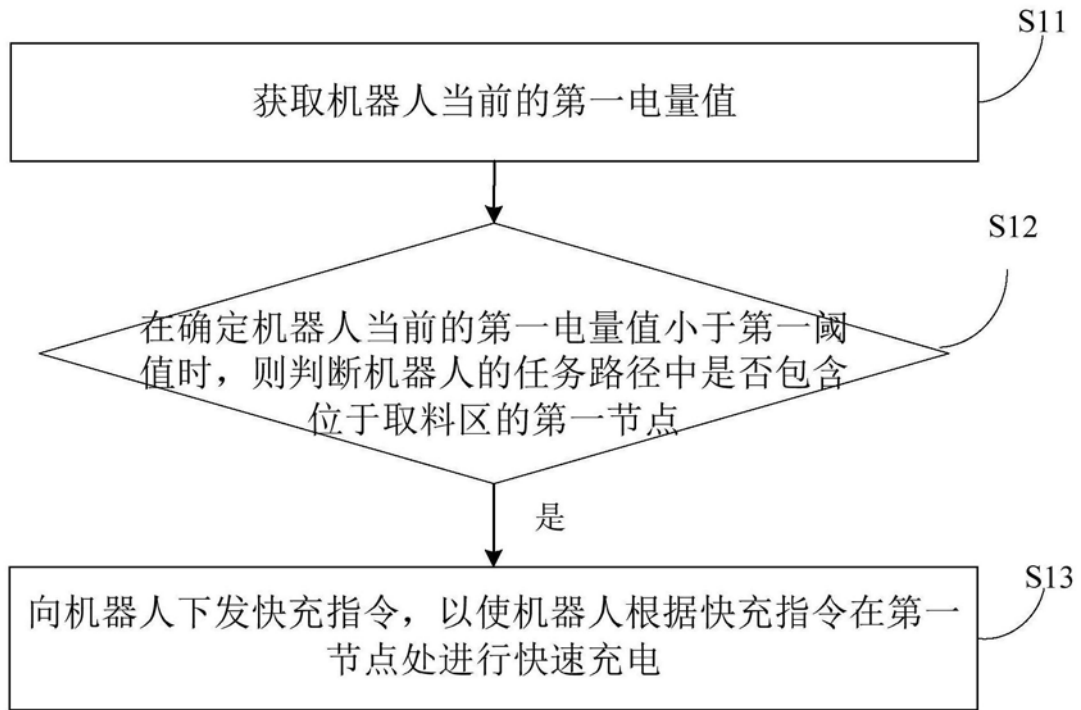 S11
获取机器人当前的第一电量值
S12
在确定机器人当前的第一电量值小于第一阈
值时，则判断机器人的任务路径中是否包含
位于取料区的第一节点
是
S13
向机器人下发快充指令，以使机器人根据快充指令在第一
节点处进行快速充电